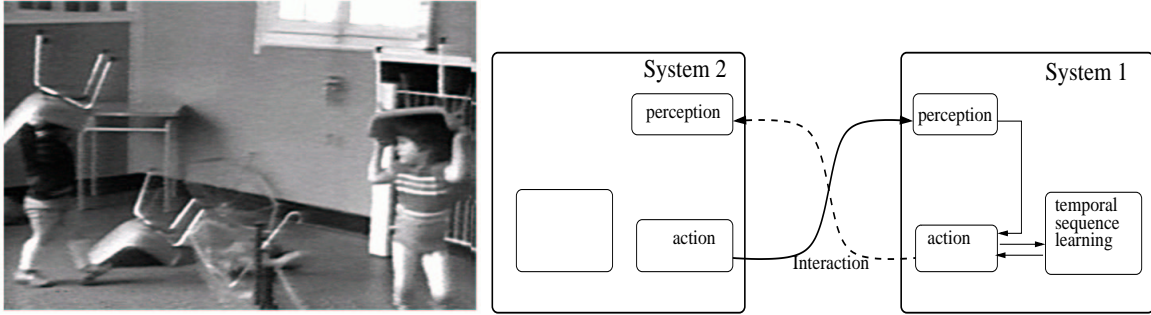 System 2
perception
action
Interaction
System 1
perception
action
temporal
sequence
learning